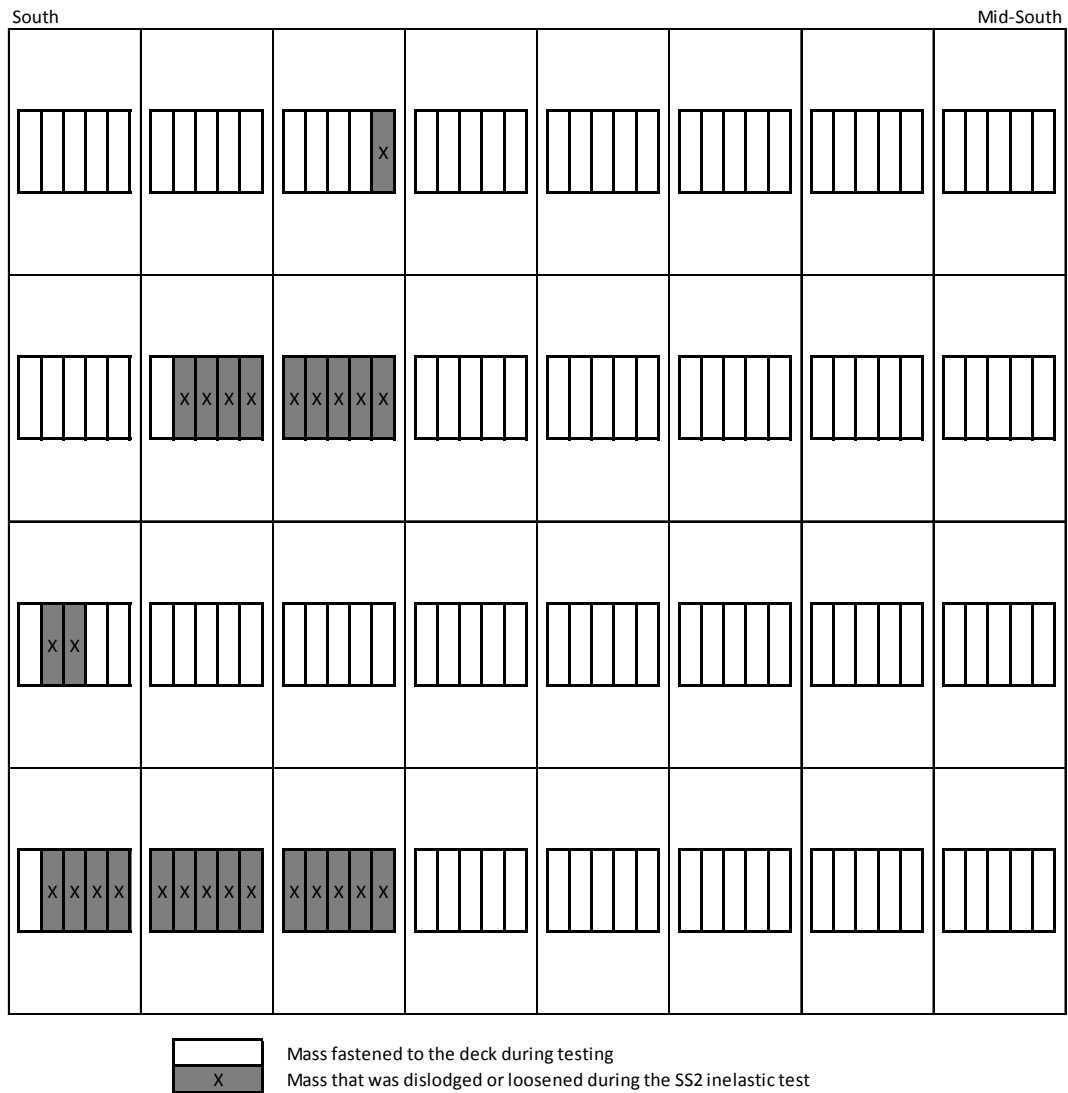 South Mid-South
X
X X X X X X X X X
X X
X X X X X X X X X X X X X X
Mass fastened to the deck during testing
X Mass that was dislodged or loosened during the SS2 inelastic test